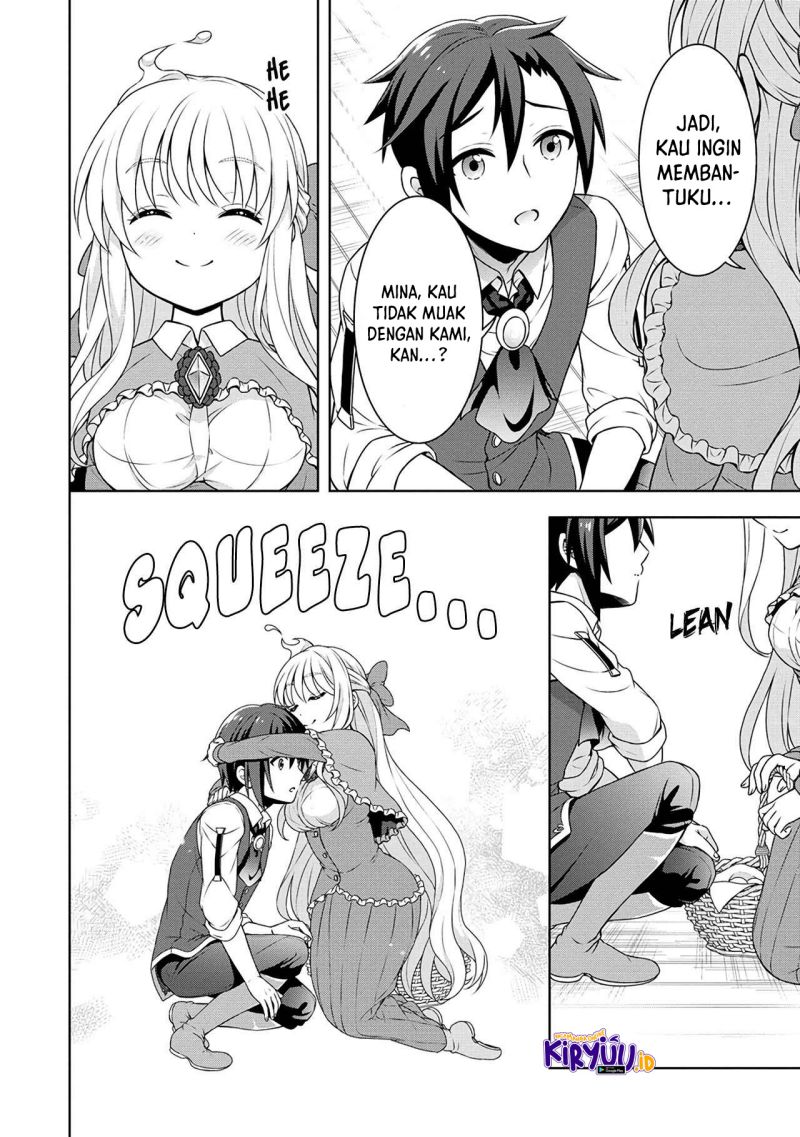 JADI,
KAU INGIN
MEMBAN-
TUKU...
MINA, KAU
TIDAK MUAK
DENGAN KAMI,
KAN...?
HE
HE
LEAN
SQUEEZE...
KIRYUU.ID